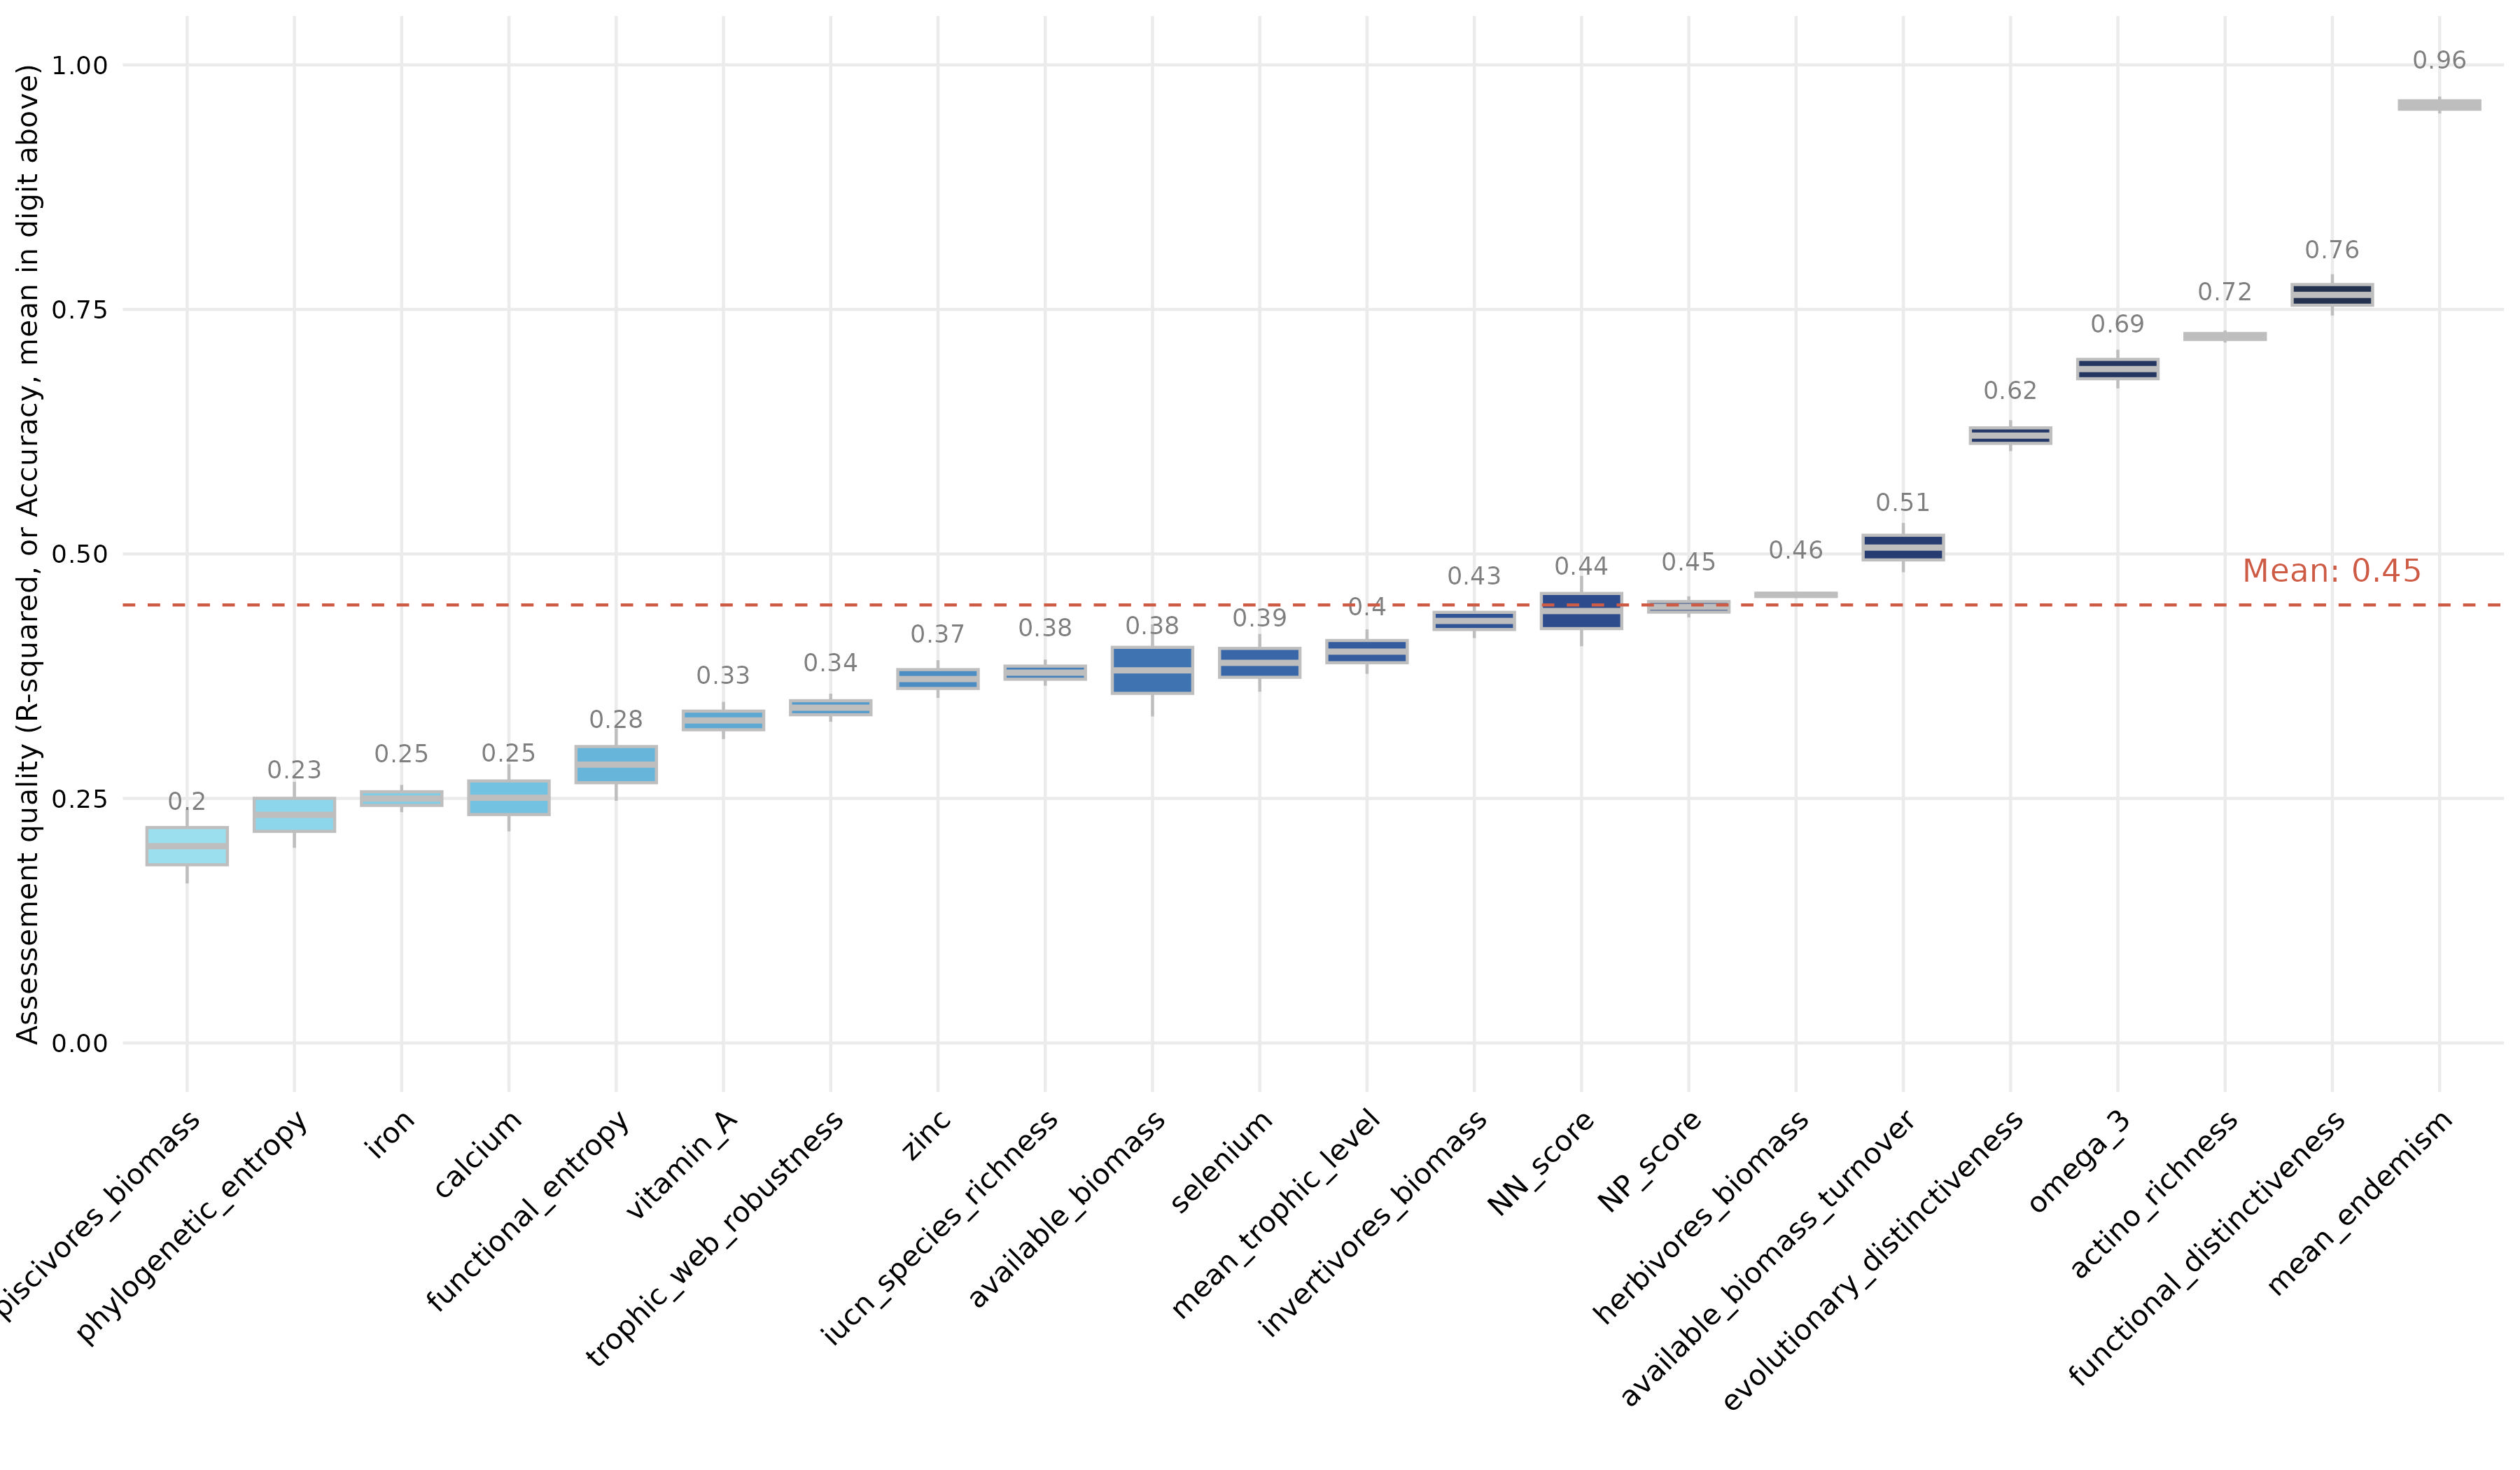 Assessement quality (R-squared, or Accuracy, mean in digit above)
1.00
0.75
0.50
0.25
0.00
0.2
0.23
0.25
0.25
0.28
0.33
0.34
0.37
0.38
0.38
0.39
0.4
0.43
0.44
0.45
0.46
0.51
0.62
0.69
0.72
0.76
0.96
Mean: 0.45
piscivores_biomass
phylogenetic_entropy
iron
calcium
functional_entropy
vitamin_A
trophic_web_robustness
zinc
iucn_species_richness
available_biomass
selenium
mean_trophic_level
invertivores_biomass
NN_score
NP_score
herbivores_biomass
available_biomass_turnover
evolutionary_distinctiveness
omega_3
actino_richness
functional_distinctiveness
mean_endemism